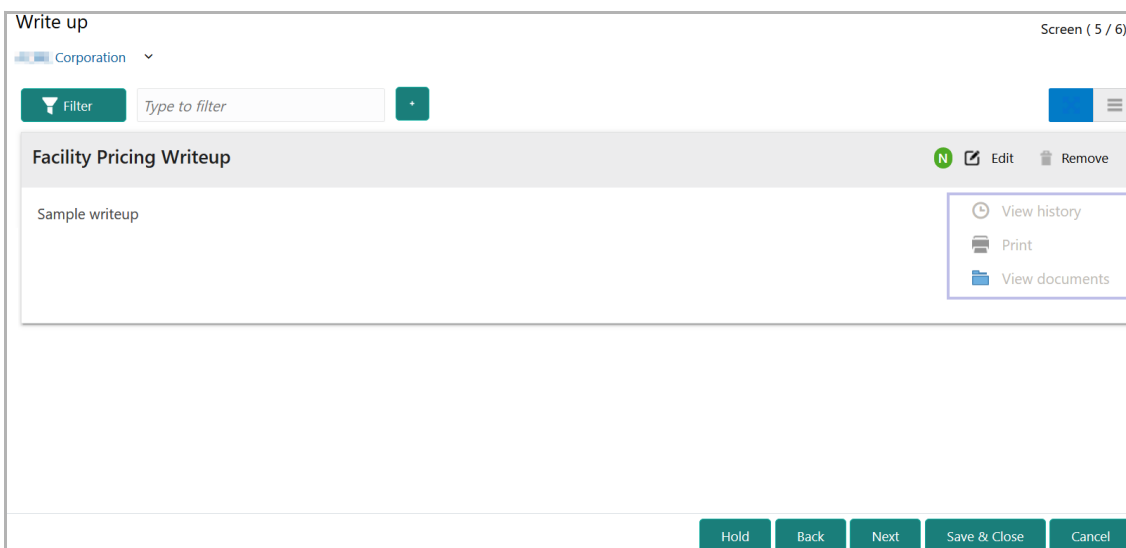 Write up
Screen ( 5 / 6)
Corporation
Filter
Type to filter
+
Facility Pricing Writeup
N
Edit
Remove
Sample writeup
View history
Print
View documents
Hold
Back
Next
Save & Close
Cancel